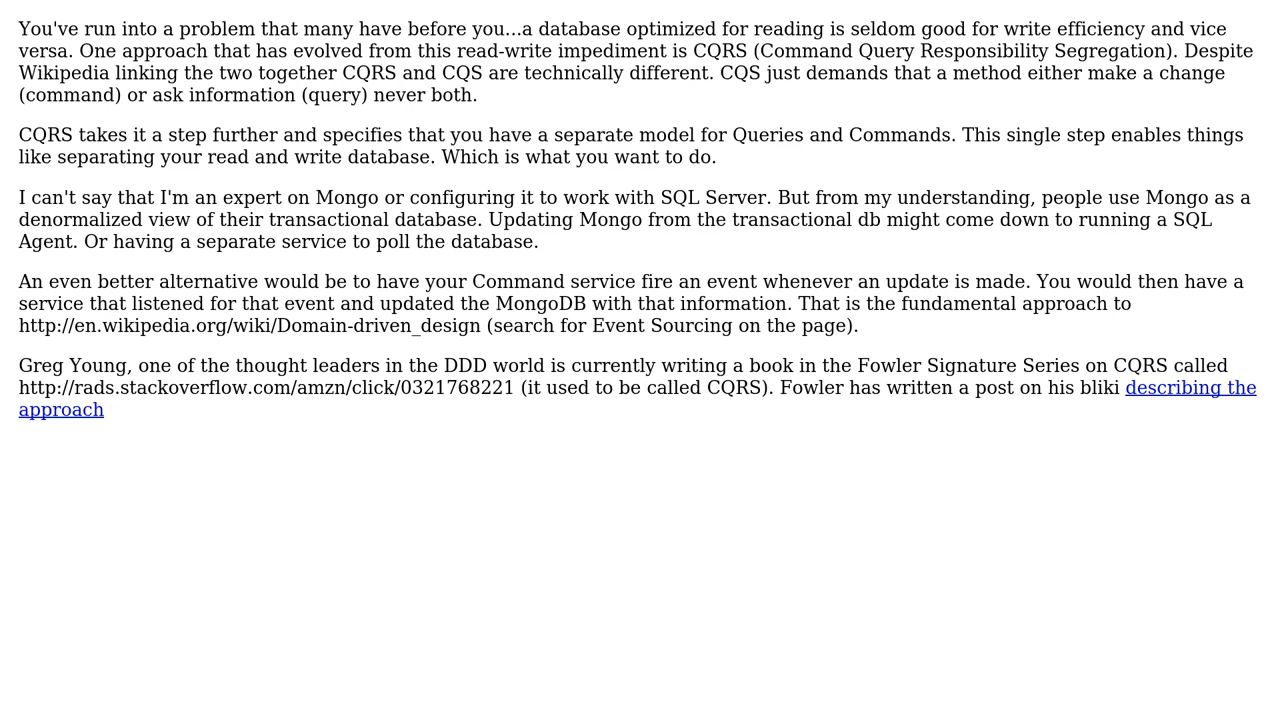 You've run into a problem that many have before you...a database optimized for reading is seldom good for write efficiency and vice
versa. One approach that has evolved from this read-write impediment is CQRS (Command Query Responsibility Segregation). Despite
Wikipedia linking the two together CQRS and CQS are technically different. CQS just demands that a method either make a change
(command) or ask information (query) never both.
CQRS takes it a step further and specifies that you have a separate model for Queries and Commands. This single step enables things
like separating your read and write database. Which is what you want to do.
I can't say that I'm an expert on Mongo or configuring it to work with SQL Server. But from my understanding, people use Mongo as a
denormalized view of their transactional database. Updating Mongo from the transactional db might come down to running a SQL
Agent. Or having a separate service to poll the database.
An even better alternative would be to have your Command service fire an event whenever an update is made. You would then have a
service that listened for that event and updated the MongoDB with that information. That is the fundamental approach to
http://en.wikipedia.org/wiki/Domain-driven_design (search for Event Sourcing on the page).
Greg Young, one of the thought leaders in the DDD world is currently writing a book in the Fowler Signature Series on CQRS called
http://rads.stackoverflow.com/amzn/click/0321768221 (it used to be called CQRS). Fowler has written a post on his bliki describing the
approach